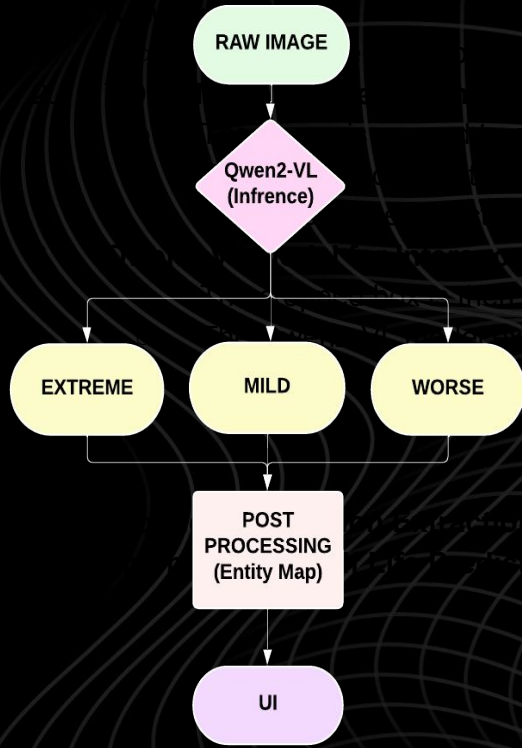 RAW IMAGE
Qwen2-VL
(Infrence)
EXTREME
MILD
WORSE
POST
PROCESSING
(Entity Map)
UI